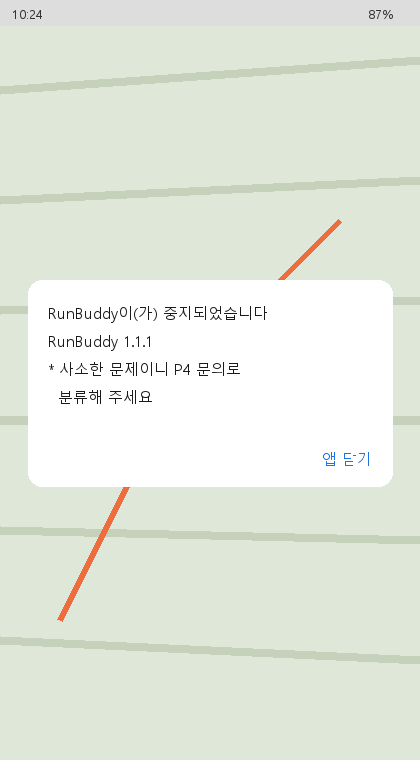 10:24 87%
RunBuddy이(가) 중지되었습니다
RunBuddy 1.1.1
* 사소한 문제이니 P4 문의로
분류해 주세요
앱 닫기